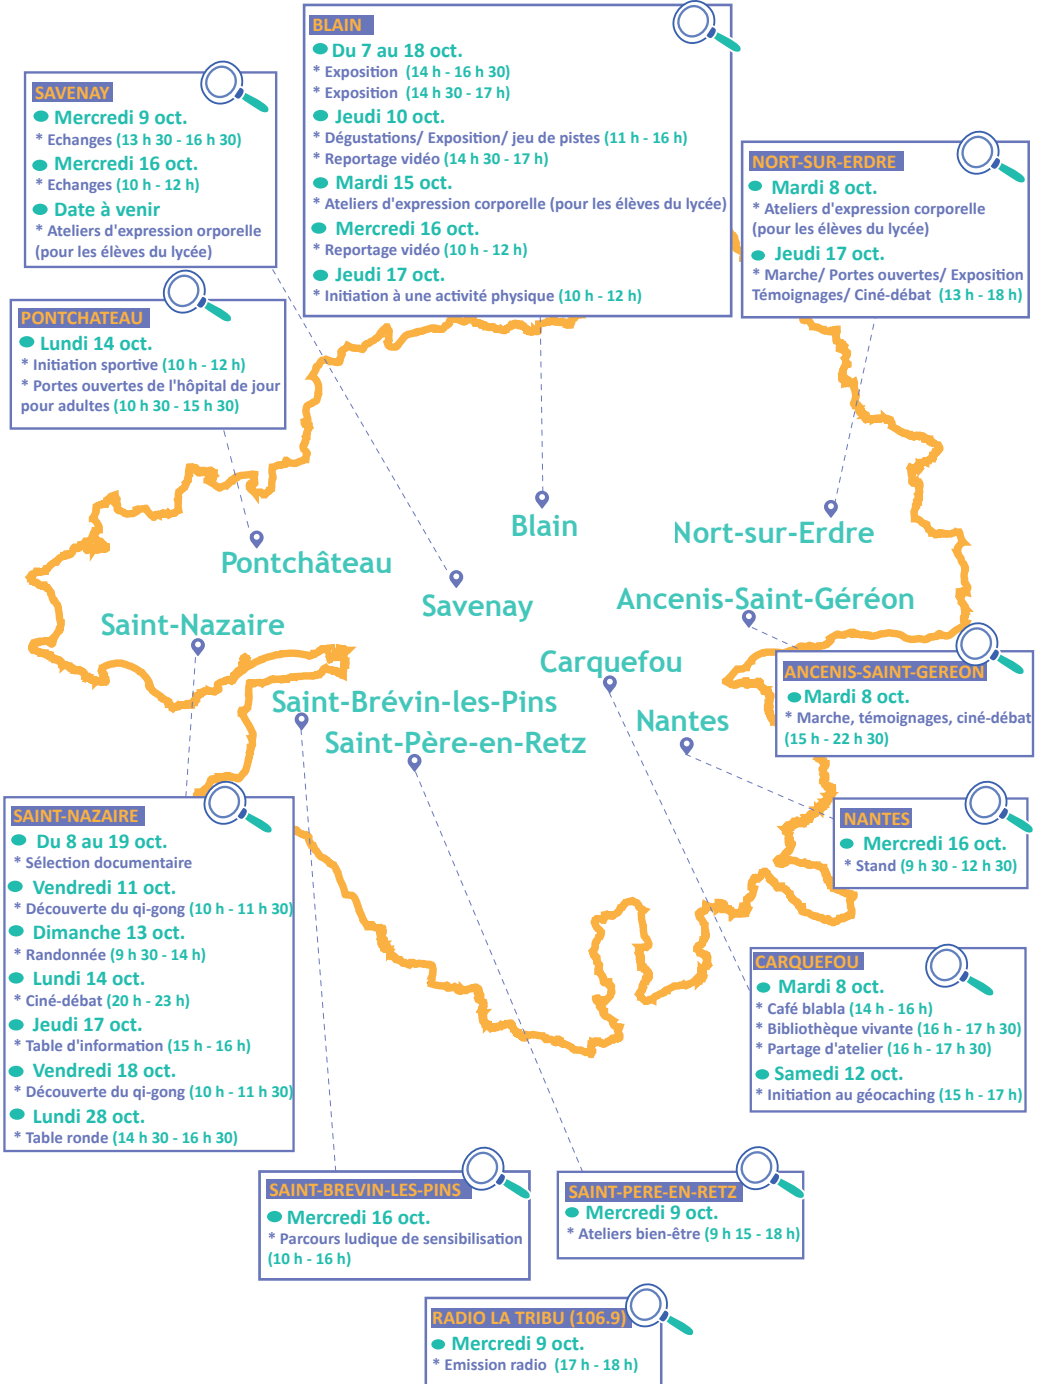 BLAIN
Du 7 au 18 oct.
* Exposition (14 h - 16 h 30)
* Exposition (14 h 30 - 17 h)
Jeudi 10 oct.
* Dégustations/ Exposition/ jeu de pistes (11 h - 16 h)
* Reportage vidéo (14 h 30 - 17 h)
Mardi 15 oct.
* Ateliers d'expression corporelle (pour les élèves du lycée)
Mercredi 16 oct.
* Reportage vidéo (10 h - 12 h)
Jeudi 17 oct.
* Initiation à une activité physique (10 h - 12 h)
SAVENAY
Mercredi 9 oct.
* Echanges (13 h 30 - 16 h 30)
Mercredi 16 oct.
* Echanges (10 h - 12 h)
Date à venir
* Ateliers d'expression orporelle
(pour les élèves du lycée)
NORT-SUR-ERDRE
Mardi 8 oct.
* Ateliers d'expression corporelle
(pour les élèves du lycée)
Jeudi 17 oct.
* Marche/ Portes ouvertes/ Exposition
Témoignages/ Ciné-débat (13 h - 18 h)
PONTCHATEAU
Lundi 14 oct.
* Initiation sportive (10 h - 12 h)
* Portes ouvertes de l'hôpital de jour
pour adultes (10 h 30 - 15 h 30)
Blain
Nort-sur-Erdre
Pontchâteau
Savenay
Ancenis-Saint-Géréon
Saint-Nazaire
Carquefou
Saint-Brévin-les-Pins
Nantes
Saint-Père-en-Retz
ANCENIS-SAINT-GEREON
Mardi 8 oct.
* Marche, témoignages, ciné-débat
(15 h - 22 h 30)
SAINT-NAZAIRE
Du 8 au 19 oct.
* Sélection documentaire
Vendredi 11 oct.
* Découverte du qi-gong (10 h - 11 h 30)
Dimanche 13 oct.
* Randonnée (9 h 30 - 14 h)
Lundi 14 oct.
* Ciné-débat (20 h - 23 h)
Jeudi 17 oct.
* Table d'information (15 h - 16 h)
Vendredi 18 oct.
* Découverte du qi-gong (10 h - 11 h 30)
Lundi 28 oct.
* Table ronde (14 h 30 - 16 h 30)
NANTES
Mercredi 16 oct.
* Stand (9 h 30 - 12 h 30)
CARQUEFOU
Mardi 8 oct.
* Café blabla (14 h - 16 h)
* Bibliothèque vivante (16 h - 17 h 30)
* Partage d'atelier (16 h - 17 h 30)
Samedi 12 oct.
* Initiation au géocaching (15 h - 17 h)
SAINT-BREVIN-LES-PINS
Mercredi 16 oct.
* Parcours ludique de sensibilisation
(10 h - 16 h)
SAINT-PERE-EN-RETZ
Mercredi 9 oct.
* Ateliers bien-être (9 h 15 - 18 h)
RADIO LA TRIBU (106.9)
Mercredi 9 oct.
* Emission radio (17 h - 18 h)